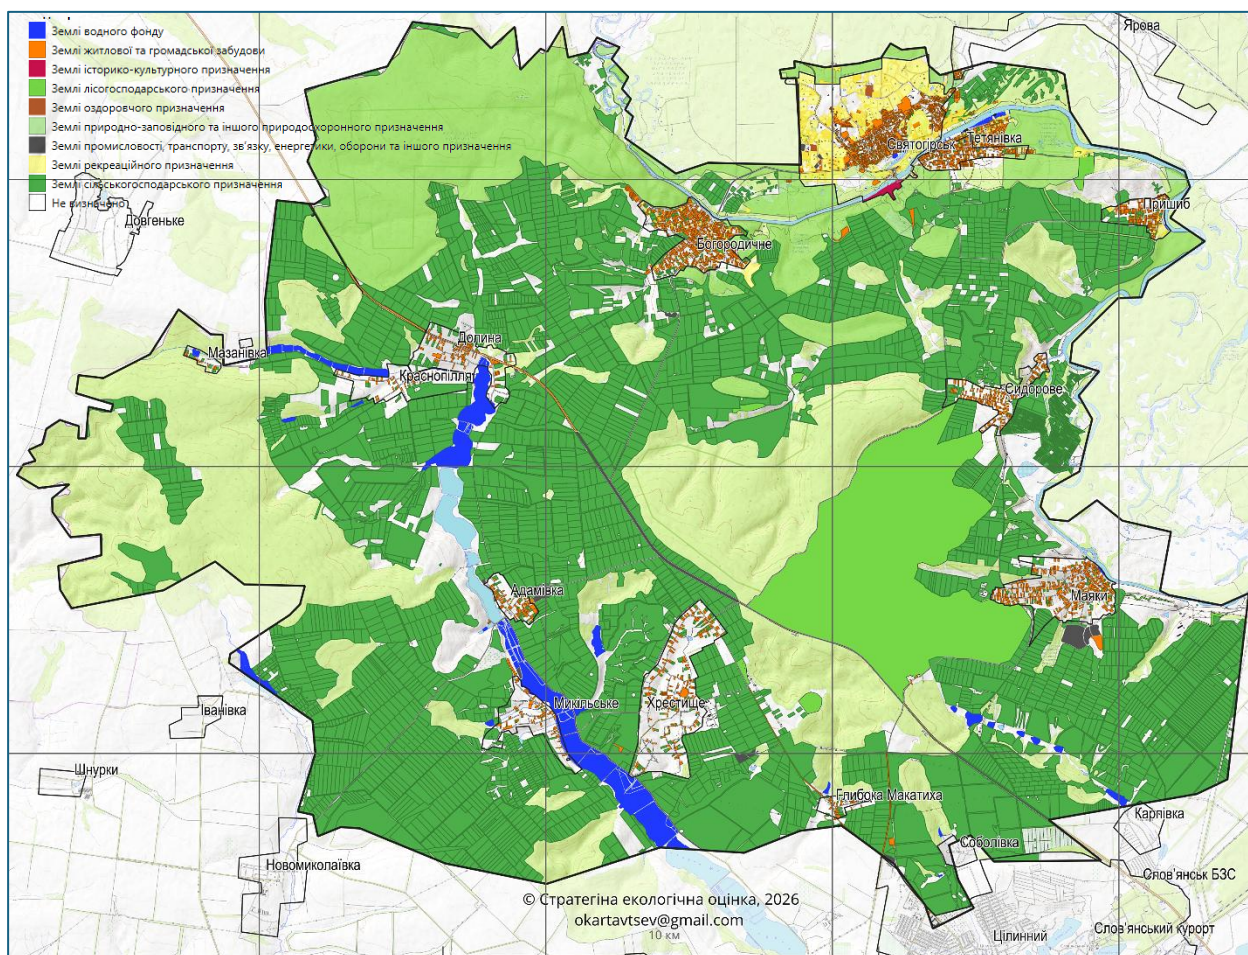 Землі водного фонду
Землі житлової та громадської забудови
Землі історико-культурного призначення
Землі лісогосподарського призначення
Землі оздоровчого призначення
Землі природно-заповідного та іншого природоохоронного призначення
Землі промисловості, транспорту, зв'язку, енергетики, оборони та іншого призначення
Землі рекреаційного призначення
Землі сільськогосподарського призначення
Не визначено
Ярова
Святогірськ
Тетянівка
Довгеньке
Пришиб
Богородичне
Долина
Мазанівка
Краснопілля
Сидорове
Адамівка
Маяки
Іванівка
Микільське
Хрестище
Шнурки
Глибока Макатиха
Карпівка
Соболівка
Новомиколаївка
Слов'янськ БЗС
© Стратегіна екологічна оцінка, 2026
okartavtsev@gmail.com
10 км
Цілинний
Слов'янський курорт